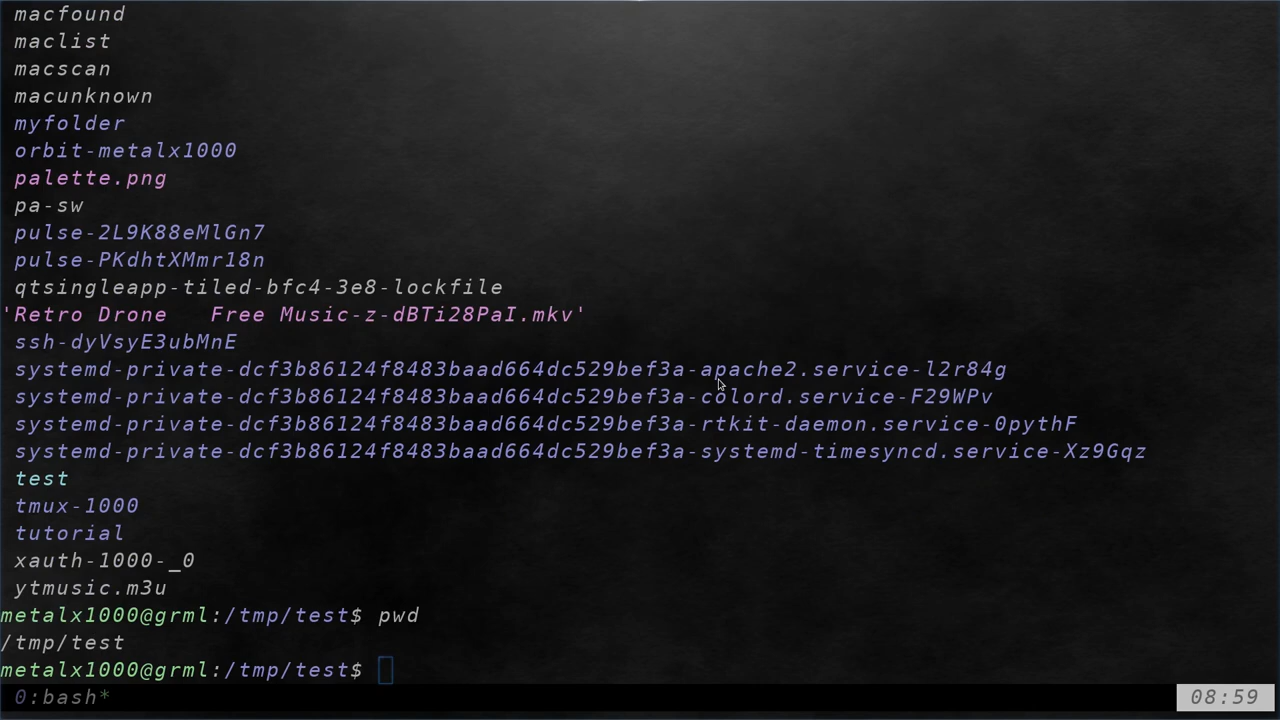 macfound
maclist
macscan
macunknown
myfolder
orbit-metalx1000
palette.png
pa-sw
pulse-2L9K88eMlGn7
pulse-PKdhtXMmr18n
qtsingleapp-tiled-bfc4-3e8-lockfile
'Retro Drone   Free Music-z-dBTi28PaI.mkv'
ssh-dyVsyE3ubMnE
systemd-private-dcf3b86124f8483baad664dc529bef3a-apache2.service-l2r84g
systemd-private-dcf3b86124f8483baad664dc529bef3a-colord.service-F29WPv
systemd-private-dcf3b86124f8483baad664dc529bef3a-rtkit-daemon.service-0pythF
systemd-private-dcf3b86124f8483baad664dc529bef3a-systemd-timesyncd.service-Xz9Gqz
test
tmux-1000
tutorial
xauth-1000-_0
ytmusic.m3u
metalx1000@grml:/tmp/test$ pwd
/tmp/test
metalx1000@grml:/tmp/test$
0:bash* 08:59